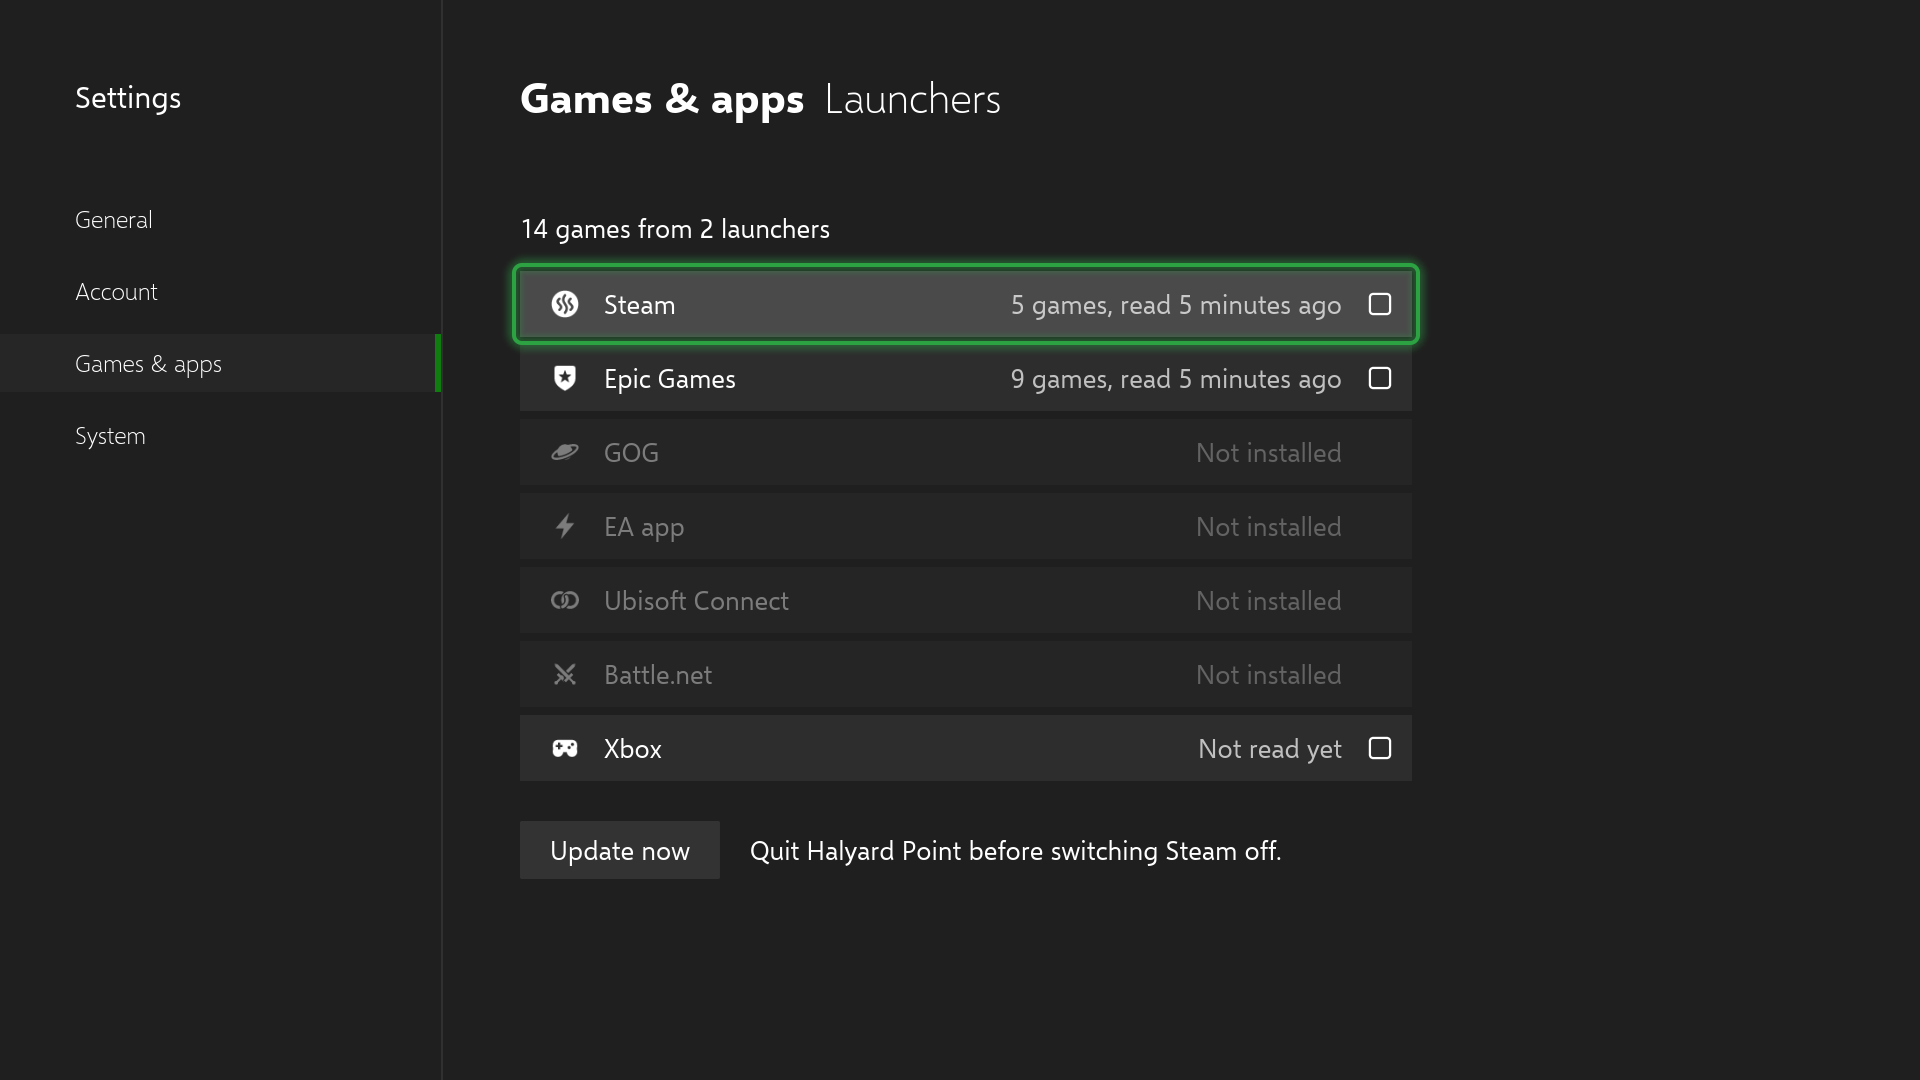 Settings
General
Account
Games & apps
System
Games & apps Launchers
14 games from 2 launchers
Steam 5 games, read 5 minutes ago
Epic Games 9 games, read 5 minutes ago
GOG Not installed
EA app Not installed
Ubisoft Connect Not installed
Battle.net Not installed
Xbox Not read yet
Update now Quit Halyard Point before switching Steam off.